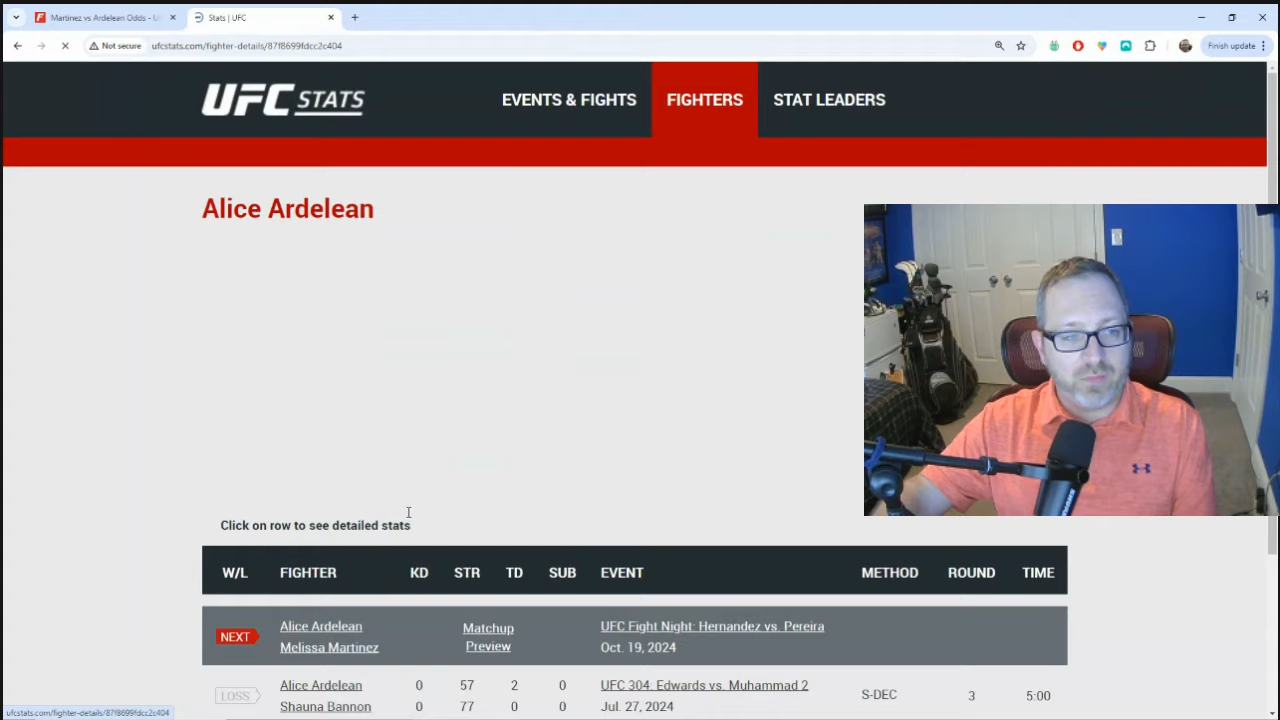 Martinez vs Ardelean Odds - U
Stats | UFC
Not secure
ufcstats.com/fighter-details/87f8699fdcc2c404
Finish update
UFC STATS
EVENTS & FIGHTS
FIGHTERS
STAT LEADERS
Alice Ardelean
Click on row to see detailed stats
W/L FIGHTER KD STR TD SUB EVENT METHOD ROUND TIME
NEXT
Alice Ardelean
Melissa Martinez
Matchup
Preview
UFC Fight Night: Hernandez vs. Pereira
Oct. 19, 2024
LOSS
Alice Ardelean 0 57 2 0 UFC 304: Edwards vs. Muhammad 2
S-DEC 3 5:00
Shauna Bannon 0 77 0 0 Jul. 27, 2024
ufcstats.com/fighter-details/87f8699fdcc2c404